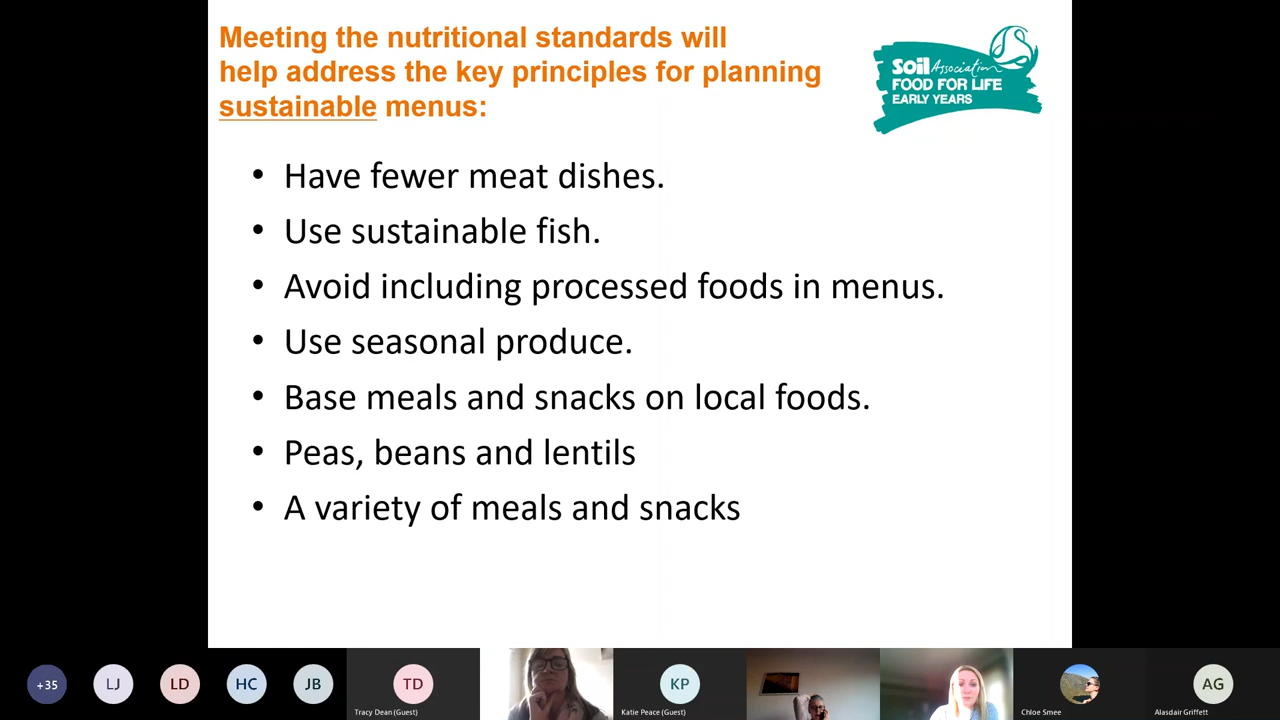 Meeting the nutritional standards will
help address the key principles for planning
sustainable menus:
Soil Association
FOOD FOR LIFE
EARLY YEARS
• Have fewer meat dishes.
• Use sustainable fish.
• Avoid including processed foods in menus.
• Use seasonal produce.
• Base meals and snacks on local foods.
• Peas, beans and lentils
• A variety of meals and snacks
+35
LJ
LD
HC
JB
TD
KP
AG
Tracy Dean (Guest)
Katie Peace (Guest)
Chloe Smee
Alasdair Griffett